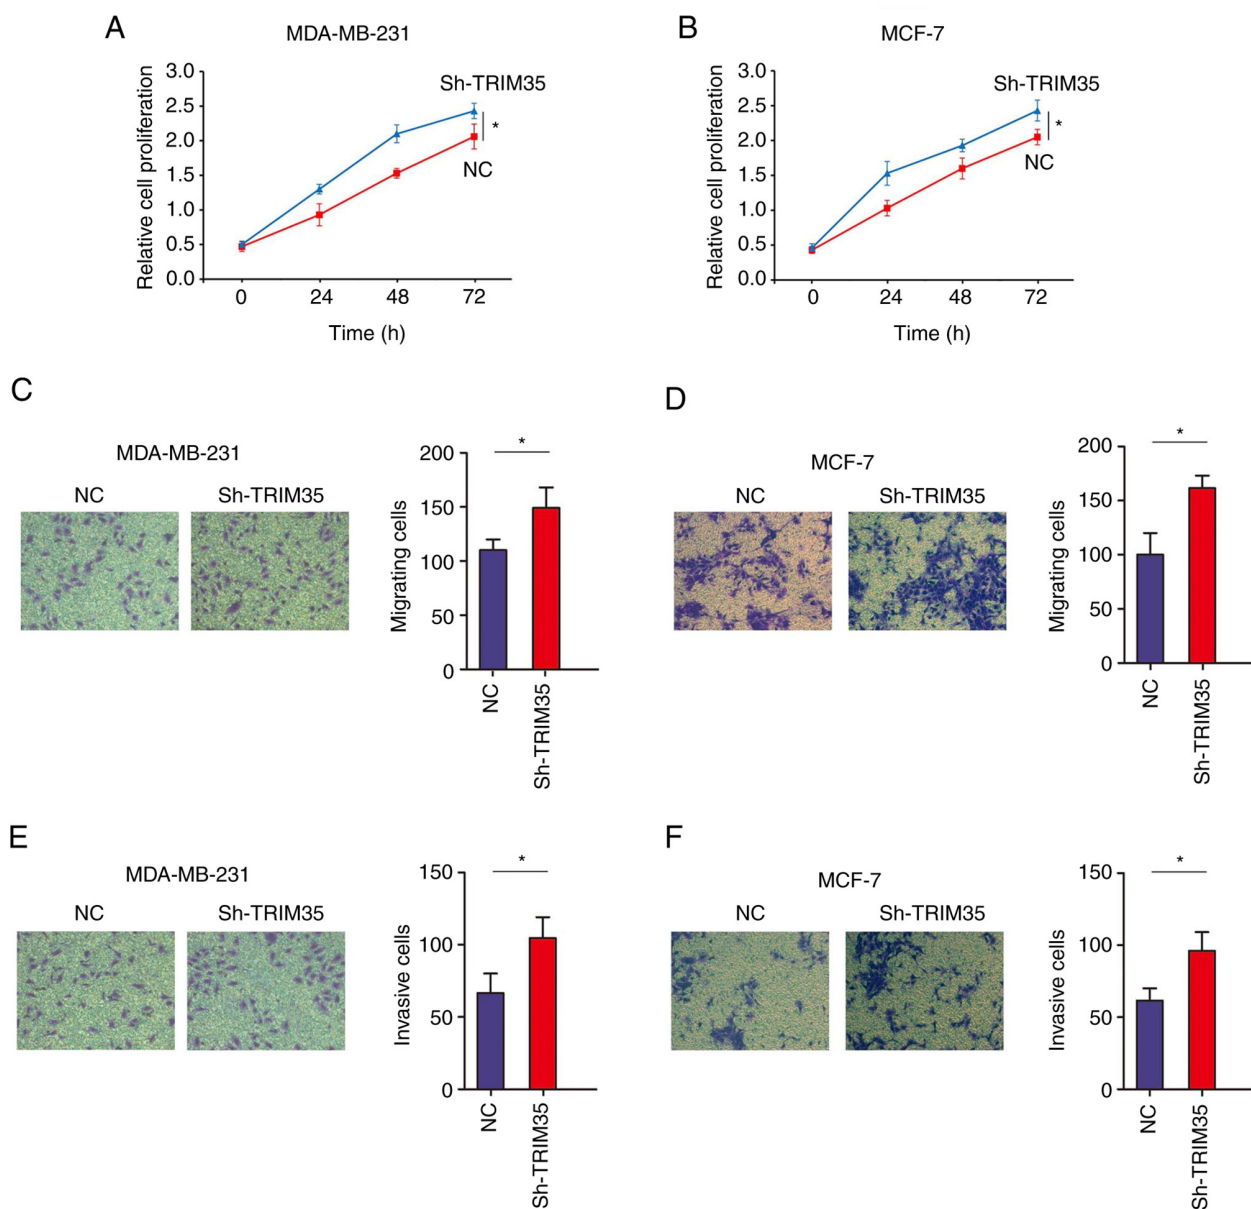 A
MDA-MB-231
Relative cell proliferation
3.0
2.5
2.0
1.5
1.0
0.5
0.0
Sh-TRIM35
*
NC
0 24 48 72
Time (h)
B
MCF-7
Relative cell proliferation
3.0
2.5
2.0
1.5
1.0
0.5
0.0
Sh-TRIM35
*
NC
0 24 48 72
Time (h)
C
MDA-MB-231
NC Sh-TRIM35
Migrating cells
200
150
100
50
0
*
NC
Sh-TRIM35
D
MCF-7
NC Sh-TRIM35
Migrating cells
200
150
100
50
0
*
NC
Sh-TRIM35
E
MDA-MB-231
NC Sh-TRIM35
Invasive cells
150
100
50
0
*
NC
Sh-TRIM35
F
MCF-7
NC Sh-TRIM35
Invasive cells
150
100
50
0
*
NC
Sh-TRIM35